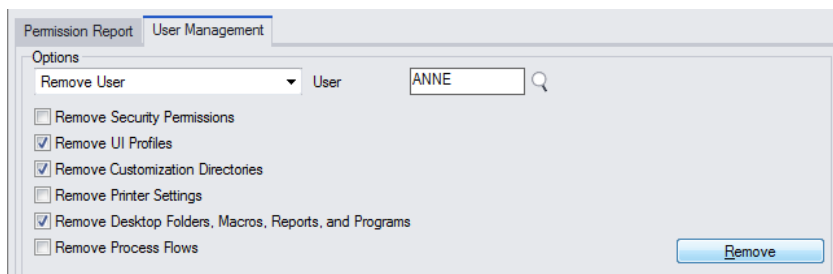 Permission Report User Management
Options
Remove User User ANNE
Remove Security Permissions
Remove UI Profiles
Remove Customization Directories
Remove Printer Settings
Remove Desktop Folders, Macros, Reports, and Programs
Remove Process Flows Remove